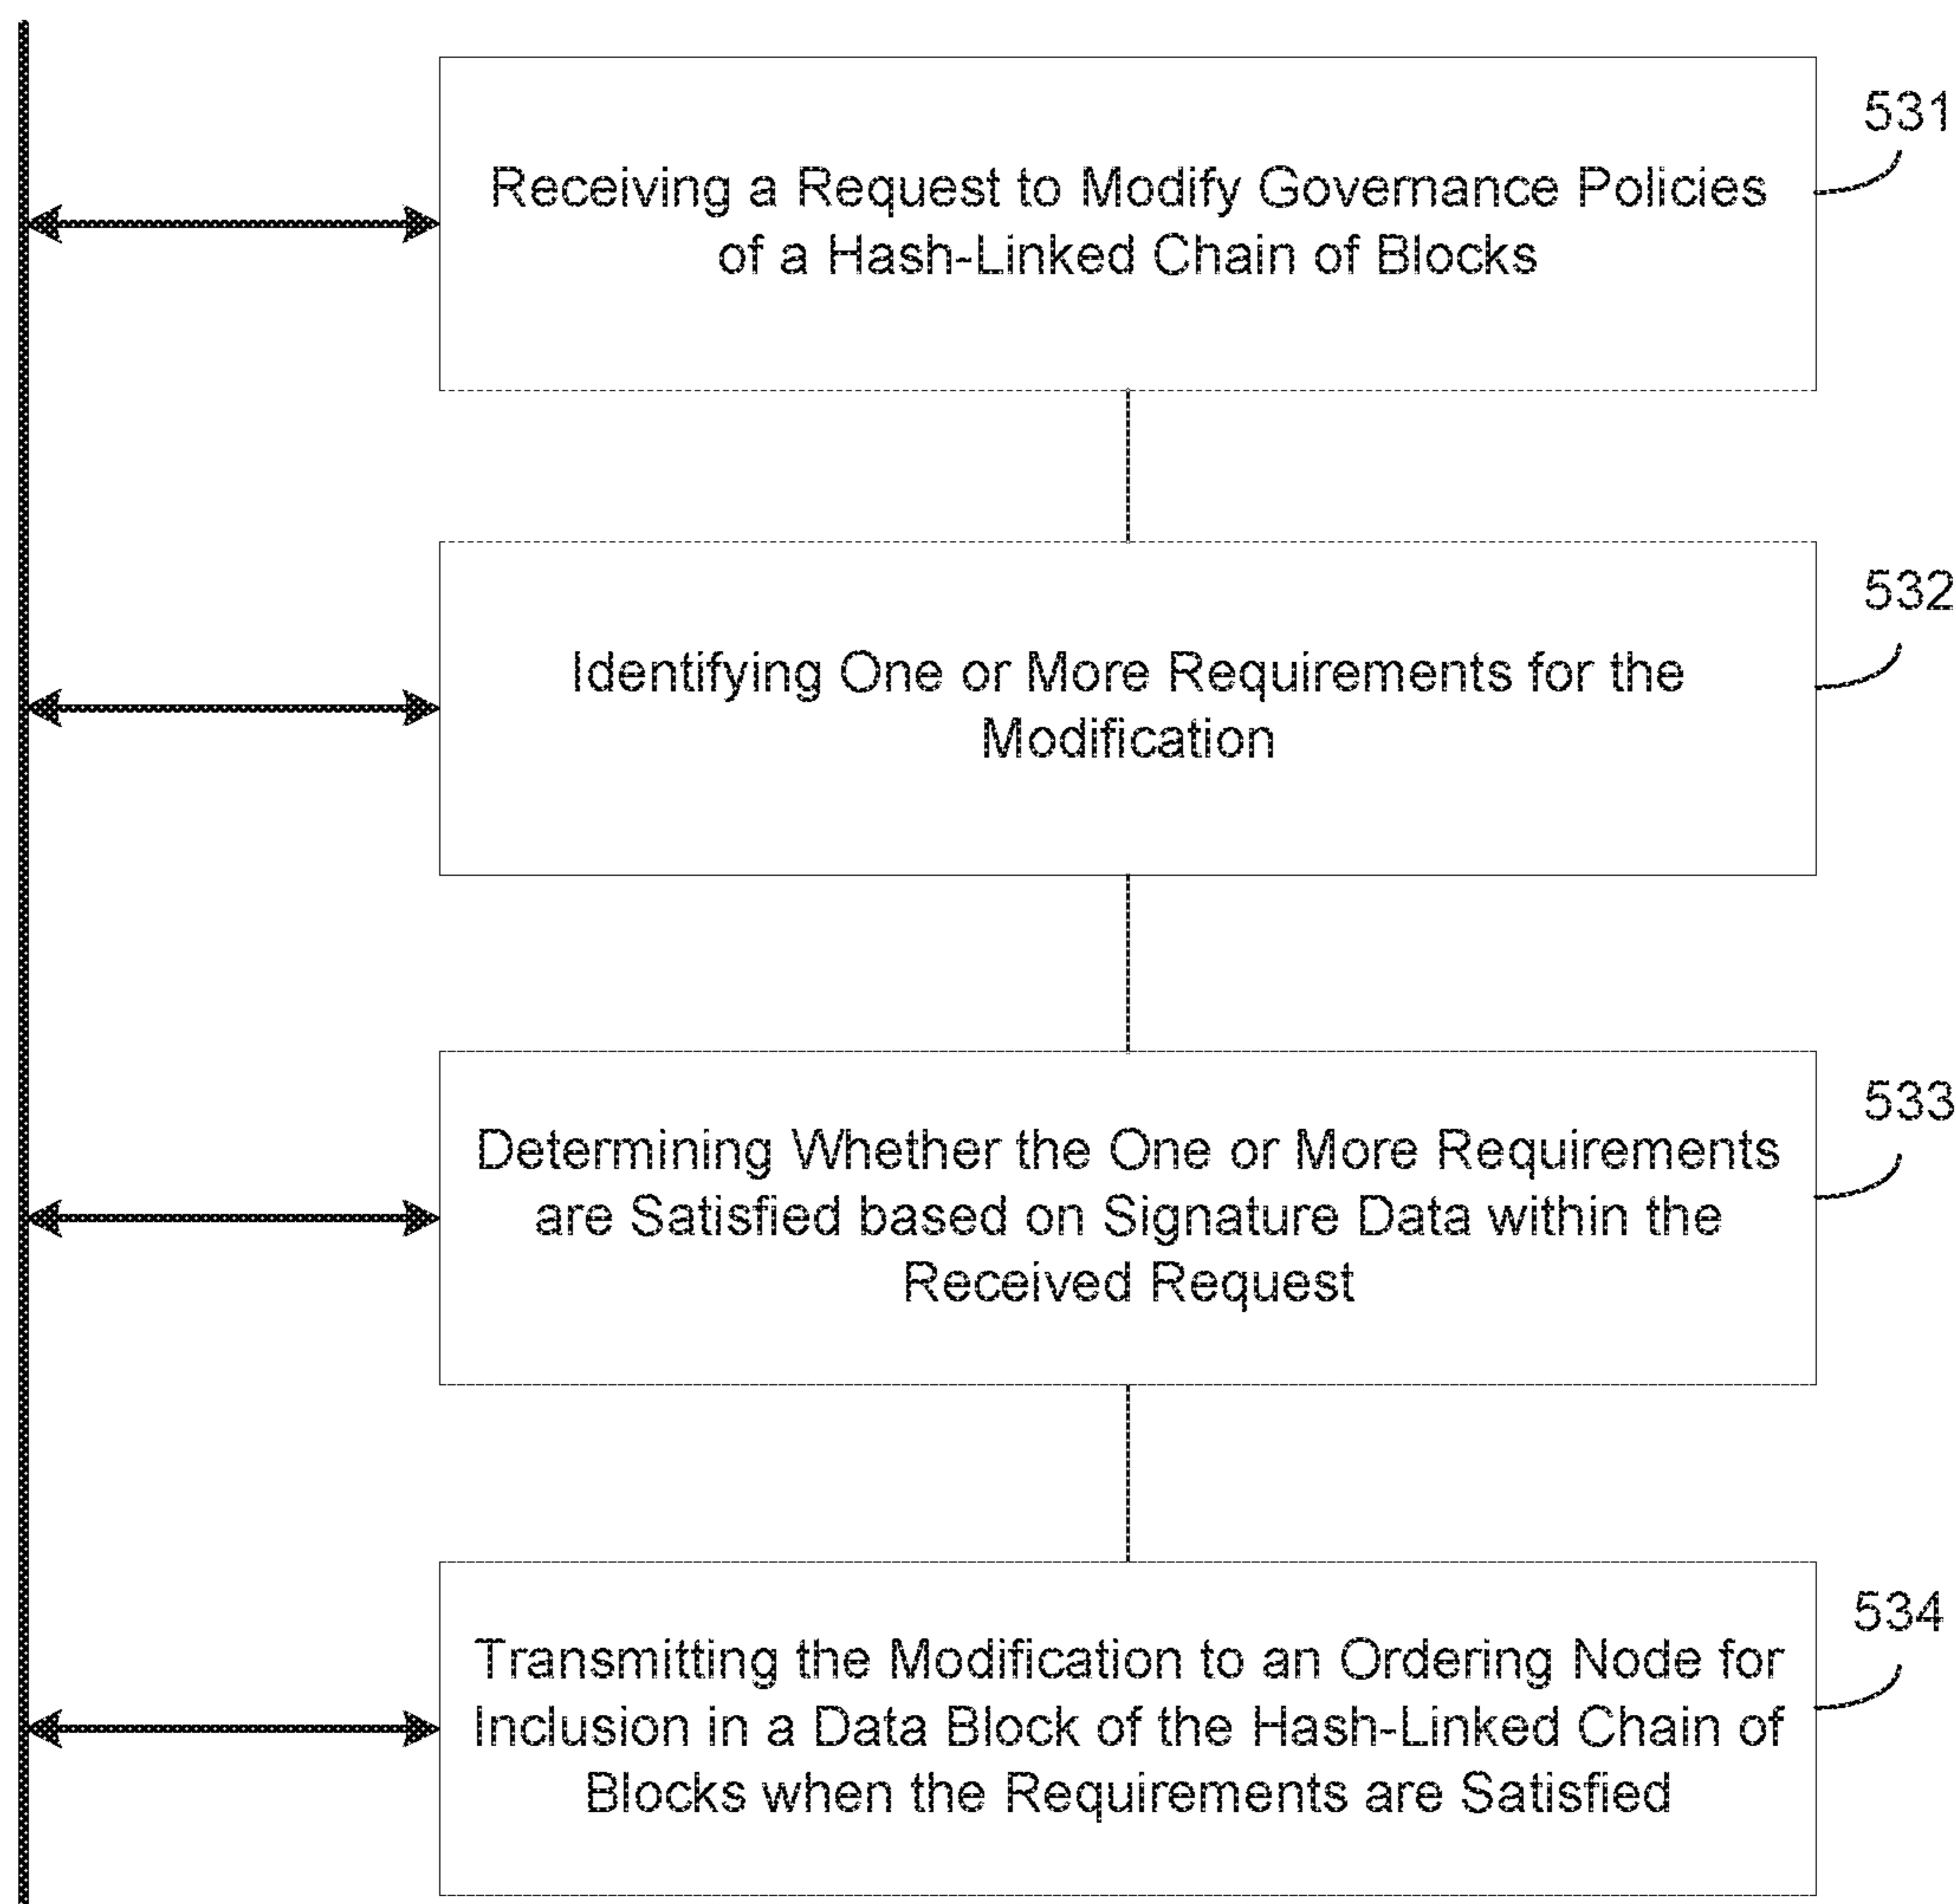 531
Receiving a Request to Modify Governance Policies
of a Hash-Linked Chain of Blocks
532
Identifying One or More Requirements for the
Modification
533
Determining Whether the One or More Requirements
are Satisfied based on Signature Data within the
Received Request
534
Transmitting the Modification to an Ordering Node for
Inclusion in a Data Block of the Hash-Linked Chain of
Blocks when the Requirements are Satisfied